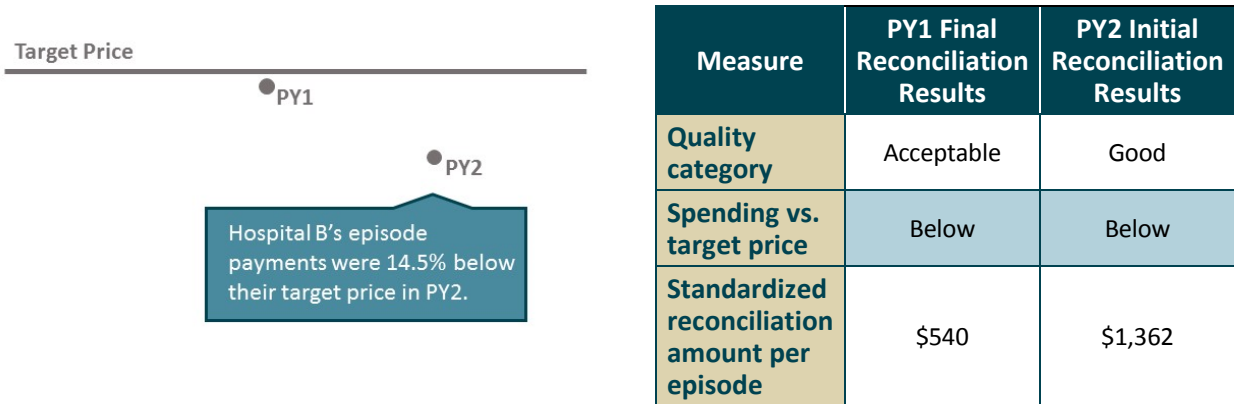 Target Price
PY1
PY2
Hospital B's episode
payments were 14.5% below
their target price in PY2.
Measure
PY1 Final
Reconciliation
Results
PY2 Initial
Reconciliation
Results
Quality
category
Acceptable
Good
Spending vs.
target price
Below
Below
Standardized
reconciliation
amount per
episode
$540
$1,362